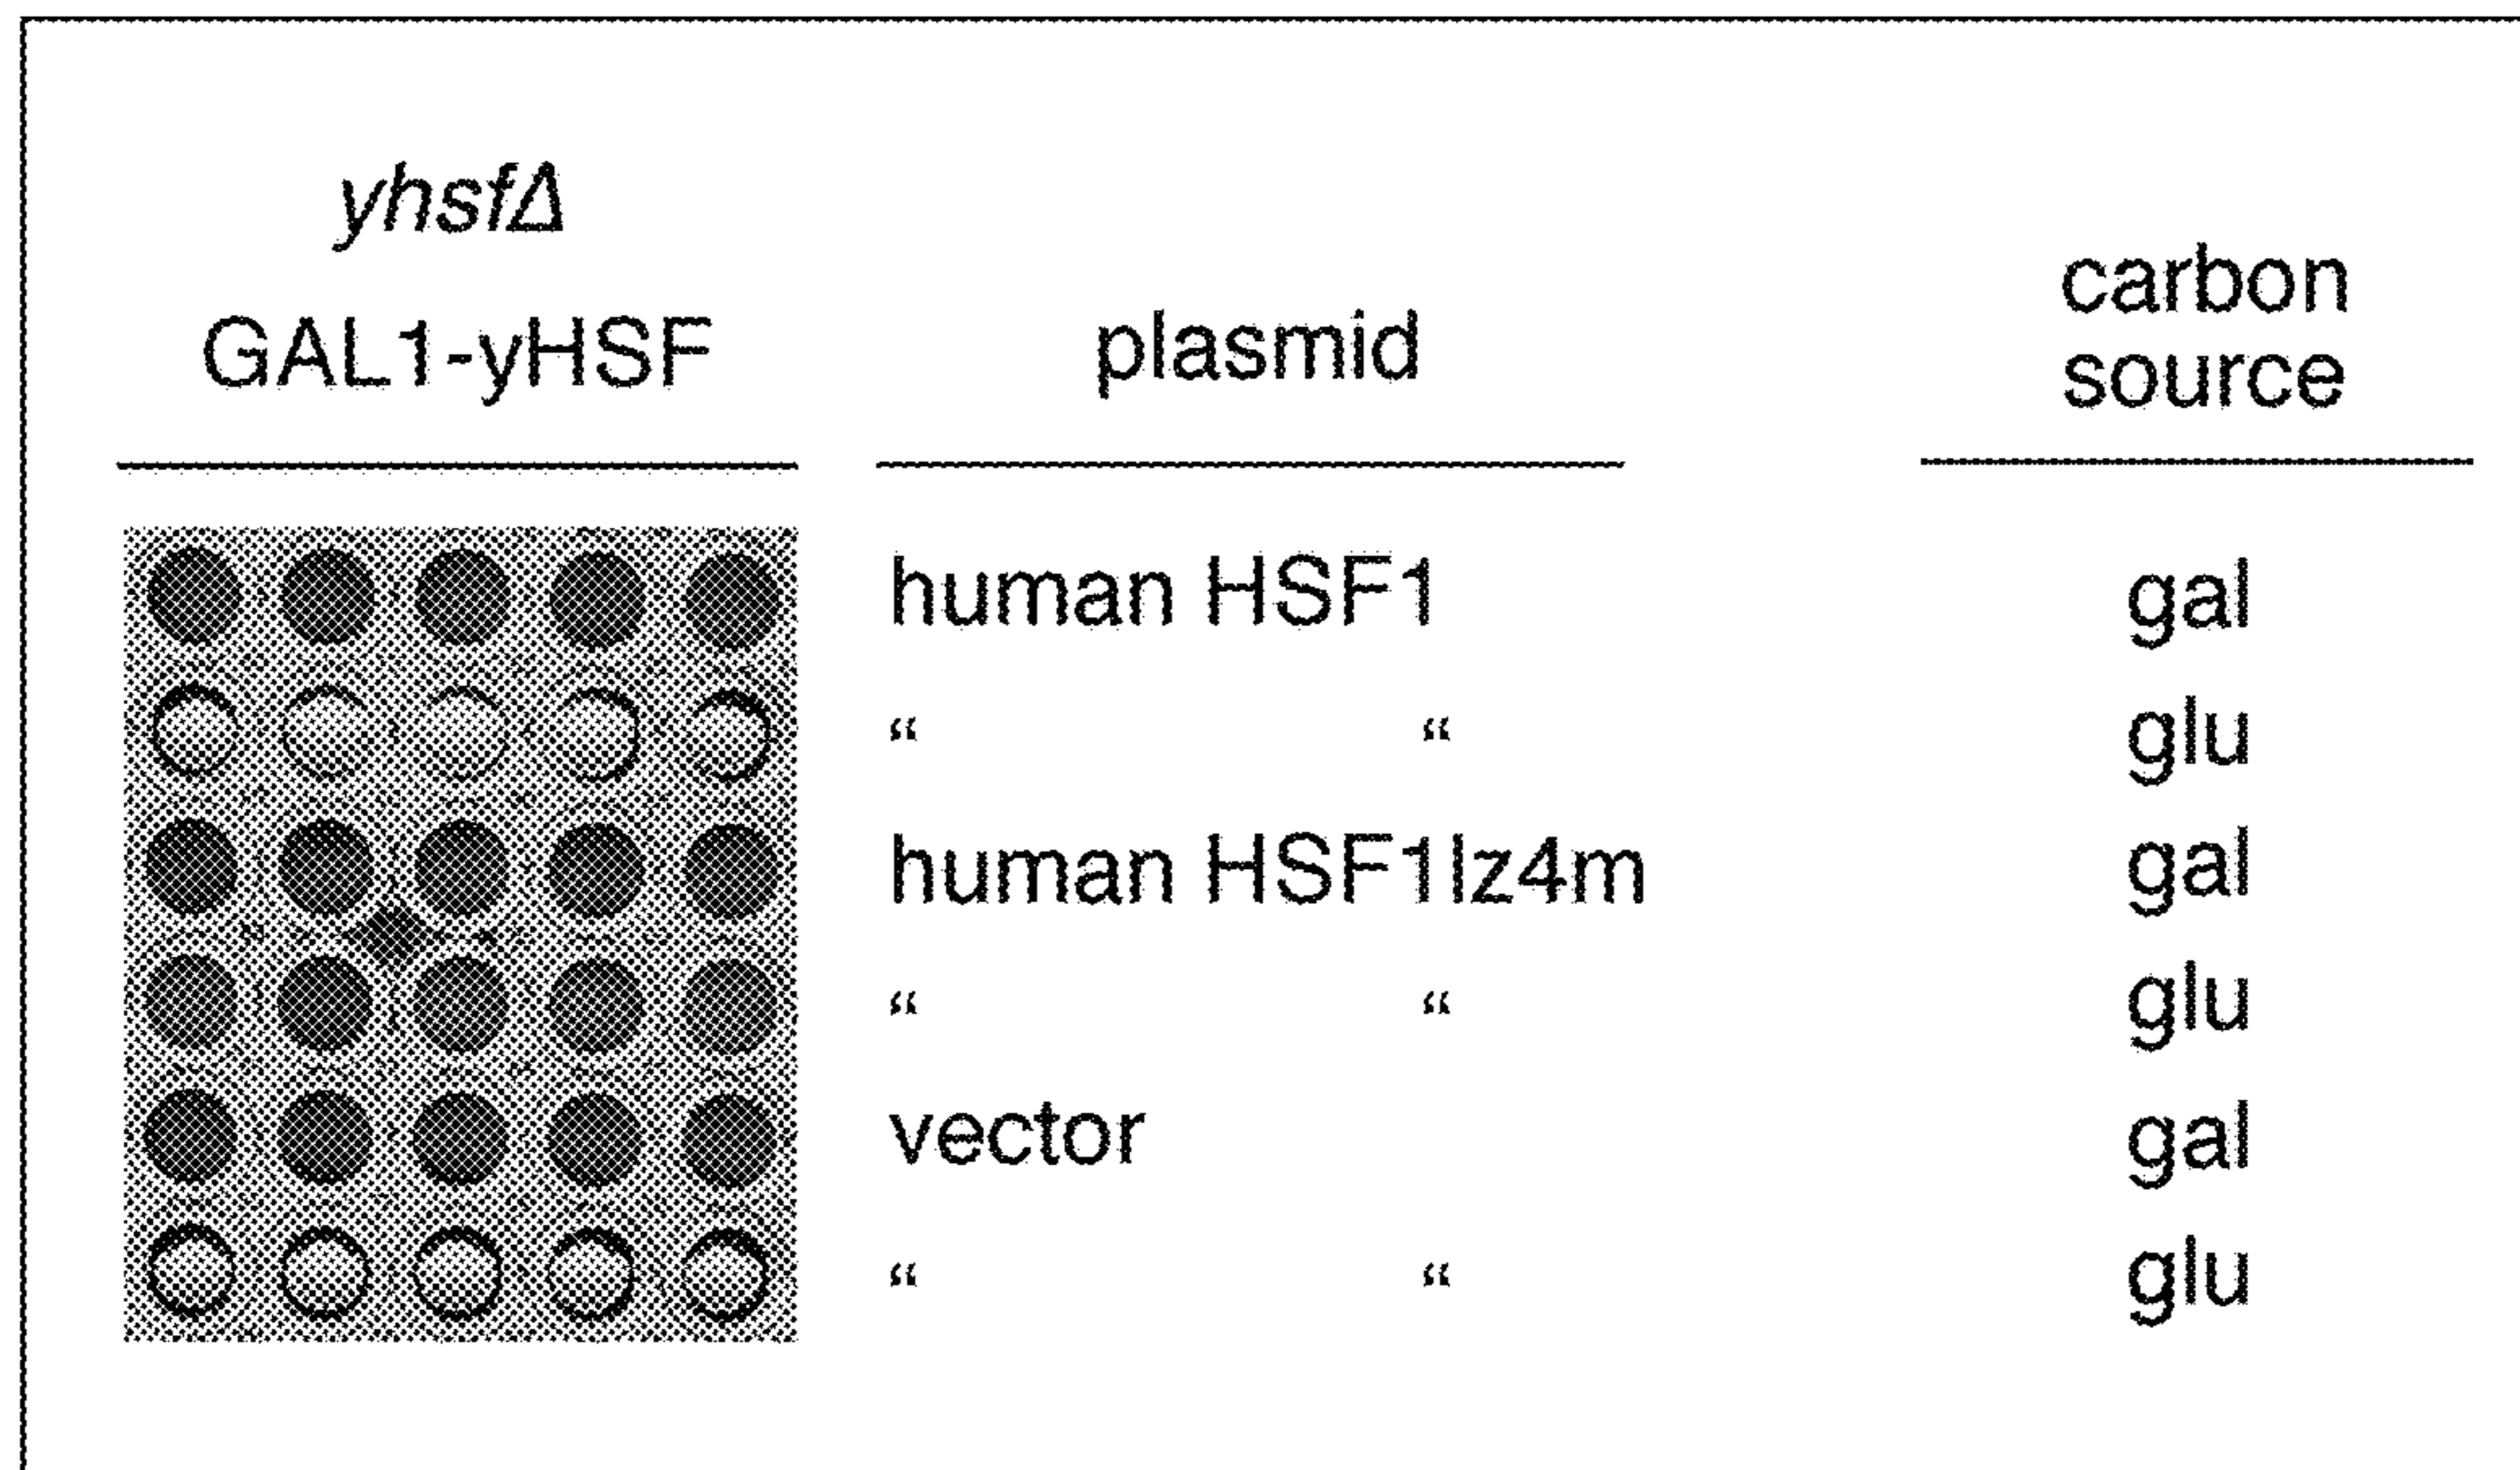 yhsfΔ
GAL1-yHSF
plasmid
carbon
source
human HSF1 gal
“ “ glu
human HSF1lz4m gal
“ “ glu
vector gal
“ “ glu